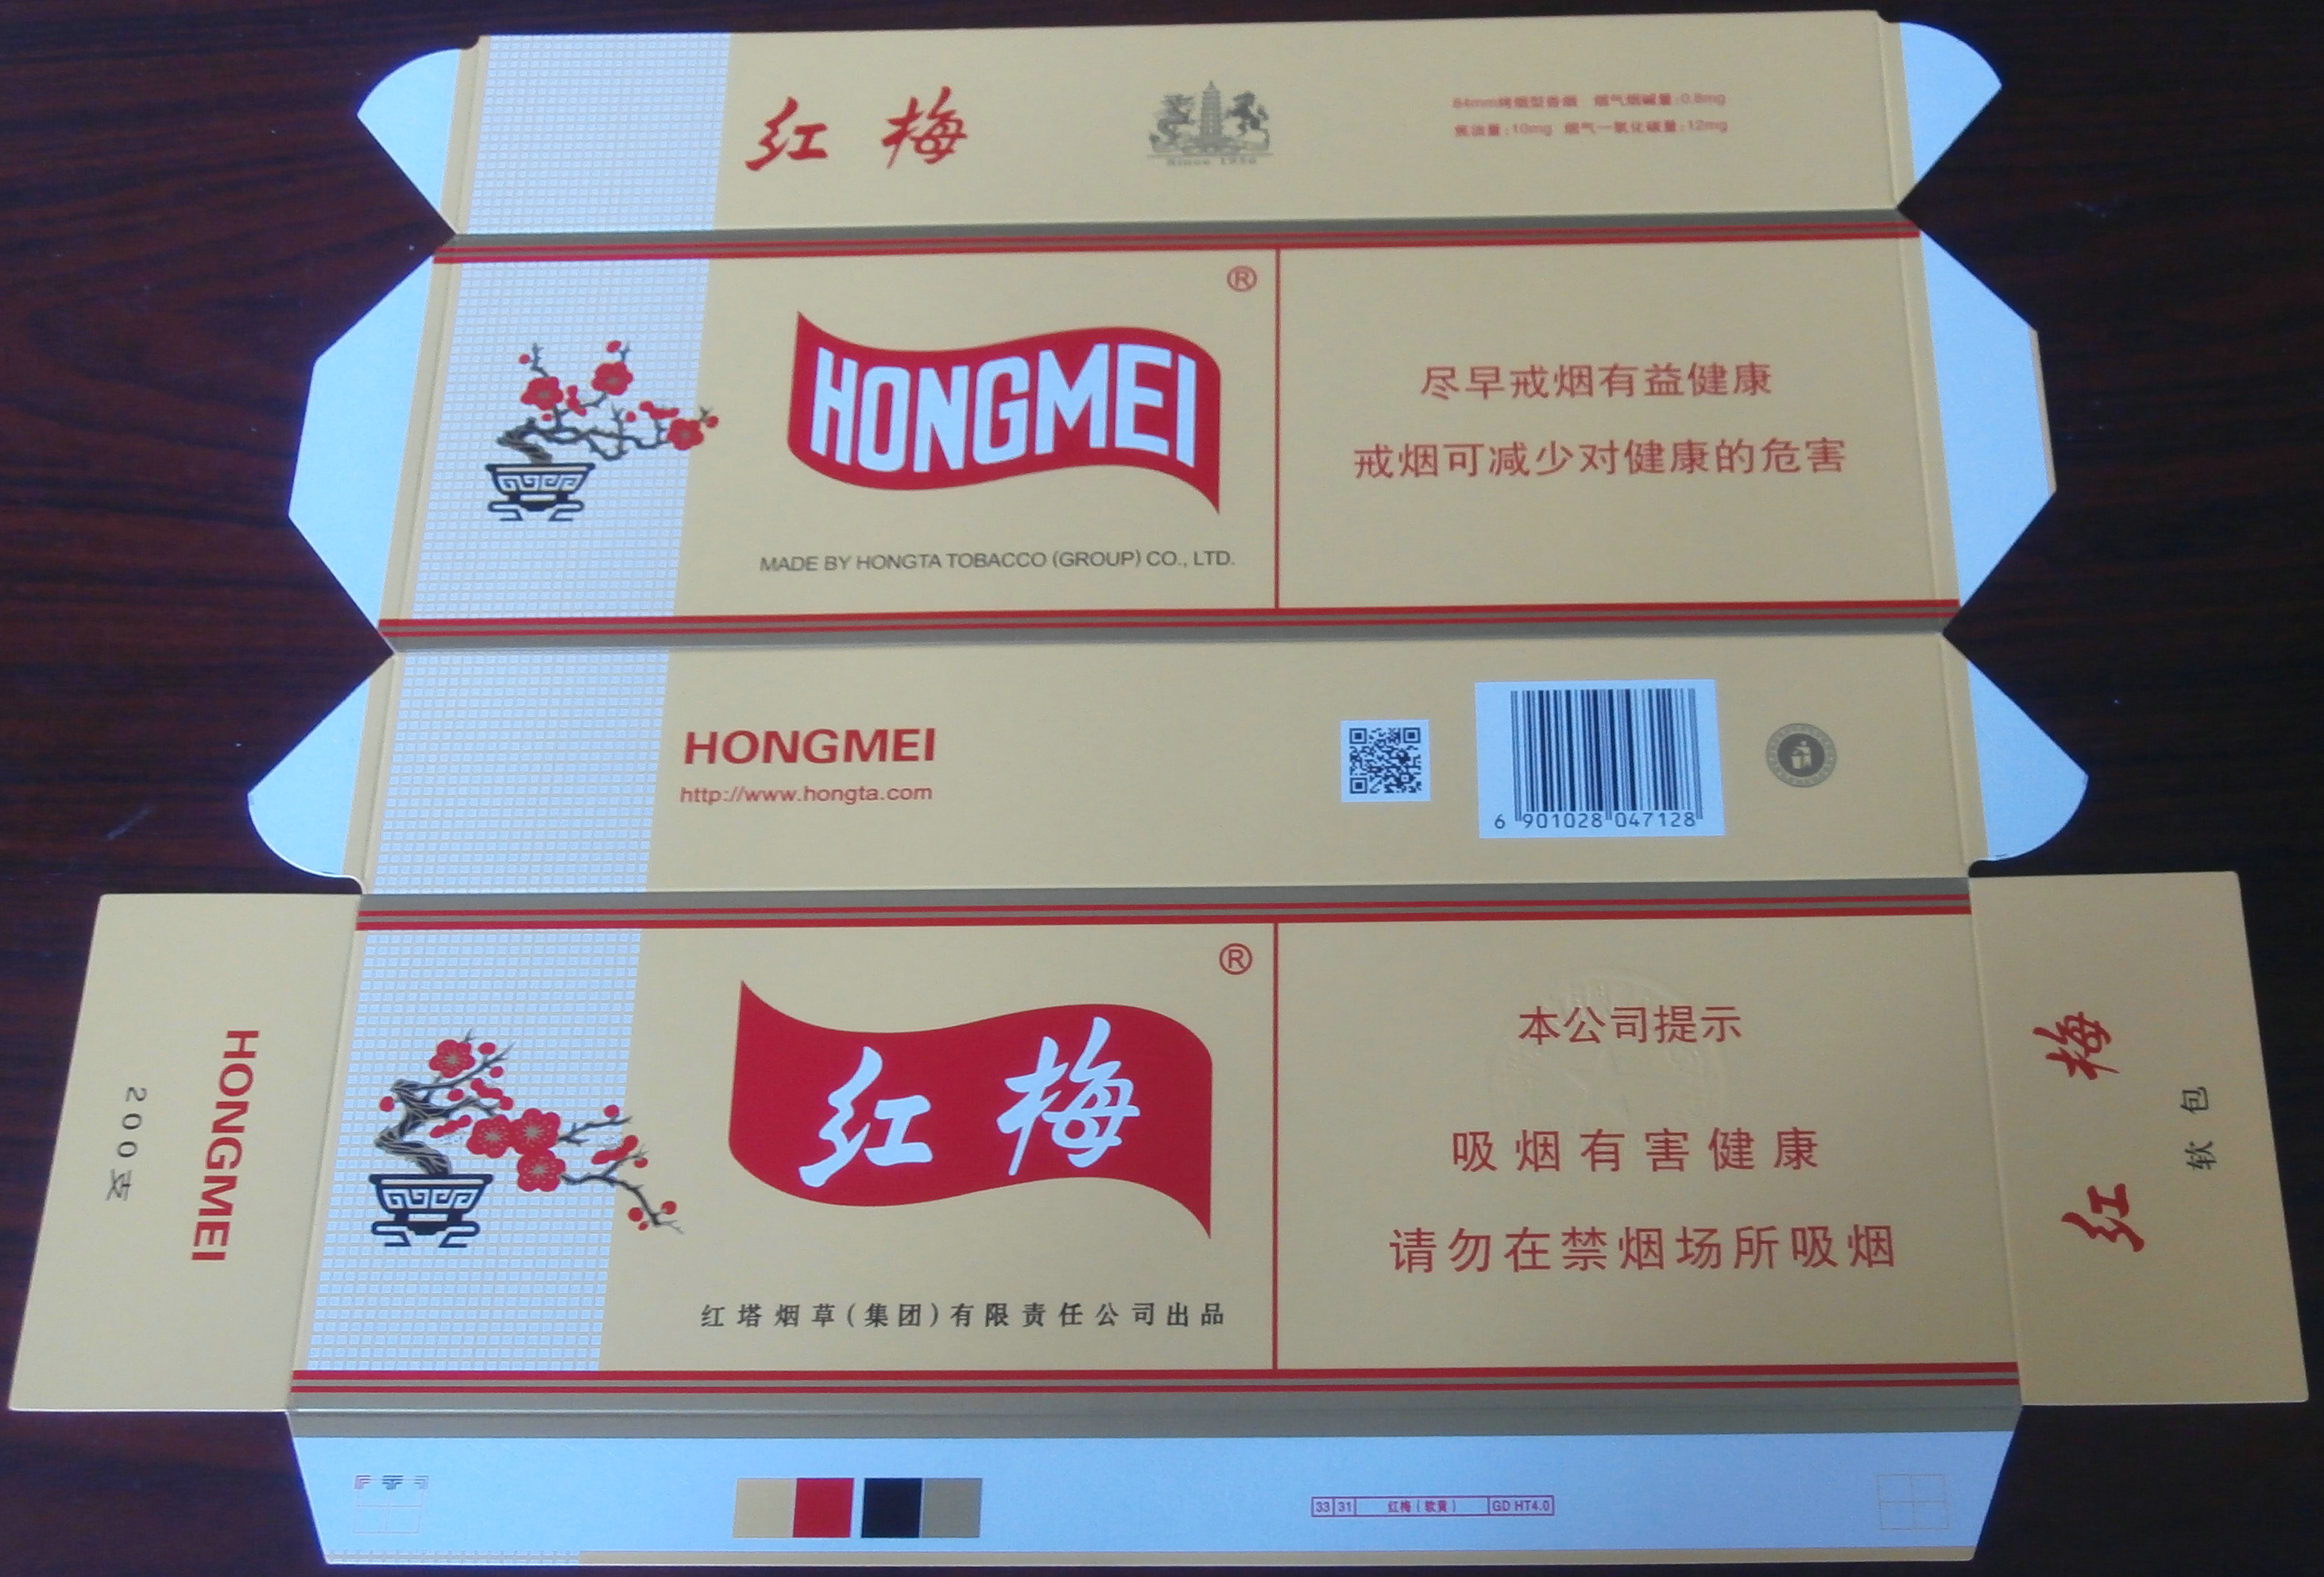 红梅
Since 1956
84mm烤烟型香烟 烟气烟碱量:0.8mg
焦油量:10mg 烟气一氧化碳量:12mg
®
HONGMEI
MADE BY HONGTA TOBACCO (GROUP) CO., LTD.
尽早戒烟有益健康
戒烟可减少对健康的危害
HONGMEI
http://www.hongta.com
6 901028 047128
HONGMEI
200支
®
红梅
红塔烟草(集团)有限责任公司出品
本公司提示
吸烟有害健康
请勿在禁烟场所吸烟
红梅
软包
33 31 红梅(软黄) GD HT4.0